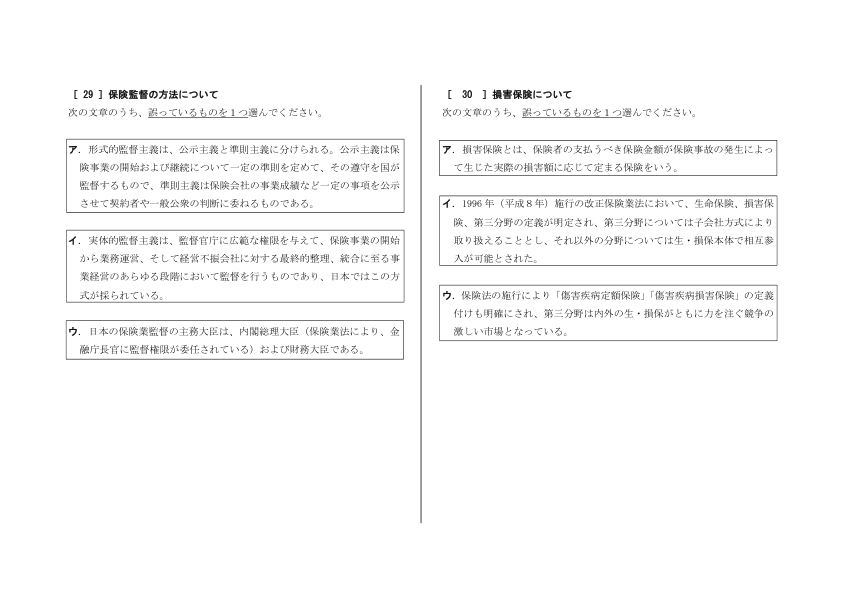 ［ 29 ］保険監督の方法について
次の文章のうち、誤っているものを１つ選んでください。
ア．形式的監督主義は、公示主義と準則主義に分けられる。公示主義は保
険事業の開始および継続について一定の準則を定めて、その遵守を国が
監督するもので、準則主義は保険会社の事業成績など一定の事項を公示
させて契約者や一般公衆の判断に委ねるものである。
イ．実体的監督主義は、監督官庁に広範な権限を与えて、保険事業の開始
から業務運営、そして経営不振会社に対する最終的整理、統合に至る事
業経営のあらゆる段階において監督を行うものであり、日本ではこの方
式が採られている。
ウ．日本の保険業監督の主務大臣は、内閣総理大臣（保険業法により、金
融庁長官に監督権限が委任されている）および財務大臣である。
［ 30 ］損害保険について
次の文章のうち、誤っているものを１つ選んでください。
ア．損害保険とは、保険者の支払うべき保険金額が保険事故の発生によっ
て生じた実際の損害額に応じて定まる保険をいう。
イ．1996 年（平成８年）施行の改正保険業法において、生命保険、損害保
険、第三分野の定義が明定され、第三分野については子会社方式により
取り扱えることとし、それ以外の分野については生・損保本体で相互参
入が可能とされた。
ウ．保険法の施行により「傷害疾病定額保険」「傷害疾病損害保険」の定義
付けも明確にされ、第三分野は内外の生・損保がともに力を注ぐ競争の
激しい市場となっている。